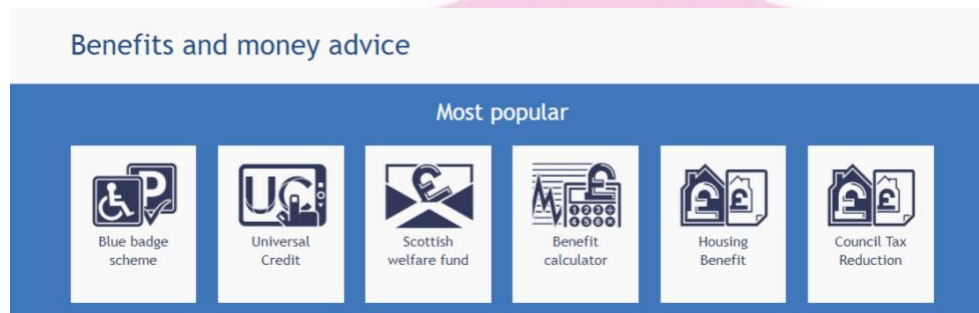 Benefits and money advice
Most popular
Blue badge
scheme
Universal
Credit
Scottish
welfare fund
Benefit
calculator
Housing
Benefit
Council Tax
Reduction